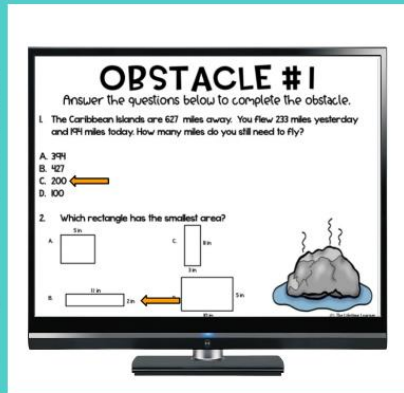 OBSTACLE #1
Answer the questions below to complete the obstacle.
1. The Caribbean Islands are 627 miles away. You flew 233 miles yesterday
and 194 miles today. How many miles do you still need to fly?
A. 394
B. 427
C. 200
D. 100
2. Which rectangle has the smallest area?
5 in
A.
C.
8 in
3 in
11 in
B.
2 in
5 in
10 in